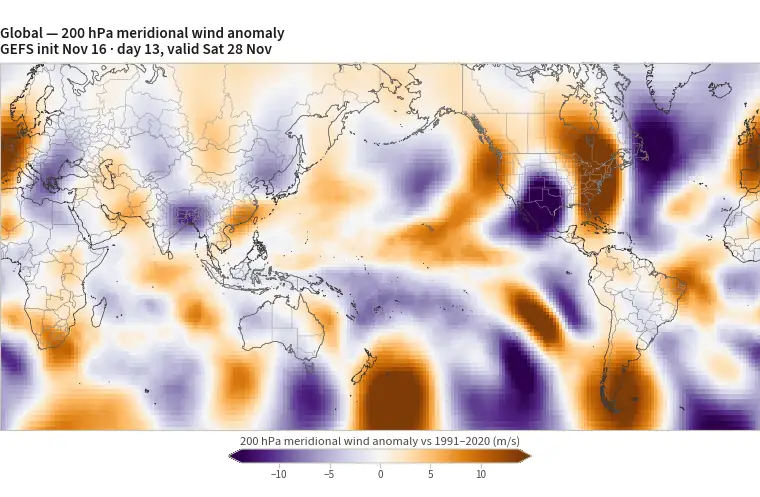 Global — 200 hPa meridional wind anomaly
GEFS init Nov 16 · day 13, valid Sat 28 Nov
200 hPa meridional wind anomaly vs 1991–2020 (m/s)
−10 −5 0 5 10